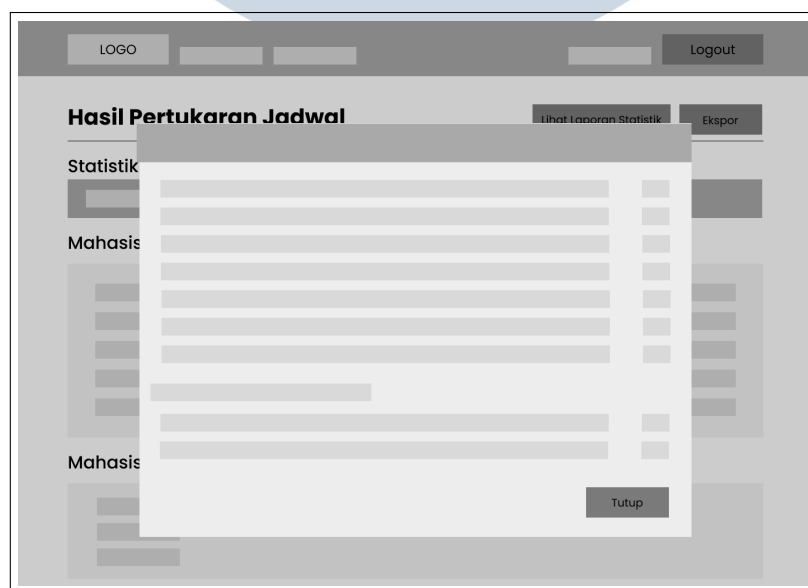 LOGO
Logout
Hasil Pertukaran Jadwal
Lihat Laporan Statistik
Ekspor
Statistik
Mahasis
Mahasis
Tutup